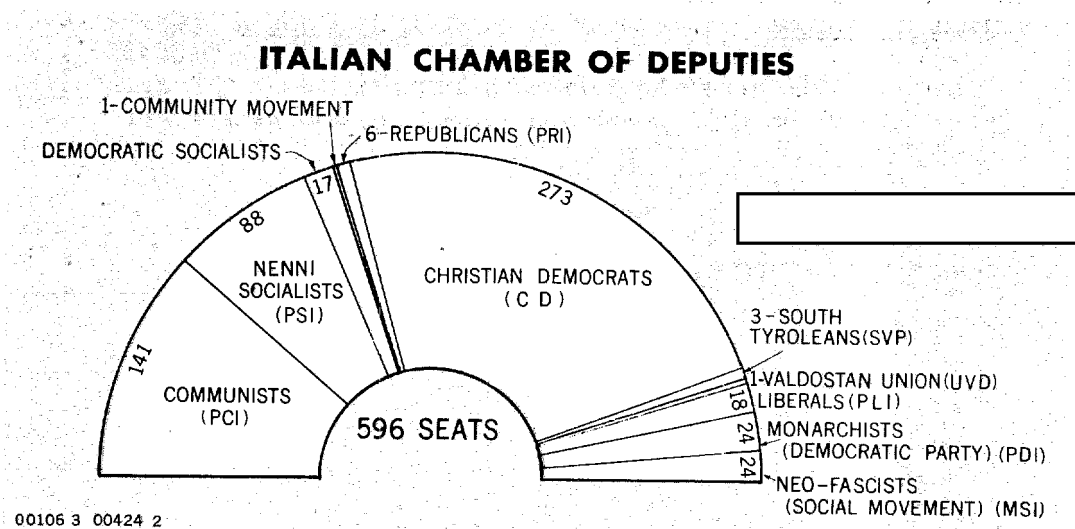 ITALIAN CHAMBER OF DEPUTIES
1-COMMUNITY MOVEMENT
6-REPUBLICANS (PRI)
DEMOCRATIC SOCIALISTS
17
273
88
NENNI
SOCIALISTS
(PSI)
CHRISTIAN DEMOCRATS
(C D)
141
COMMUNISTS
(PCI)
596 SEATS
3-SOUTH
TYROLEANS(SVP)
1-VALDOSTAN UNION(UVD)
18
LIBERALS(PLI)
24
MONARCHISTS
(DEMOCRATIC PARTY) (PDI)
24
NEO-FASCISTS
(SOCIAL MOVEMENT) (MSI)
00106 3 00424 2